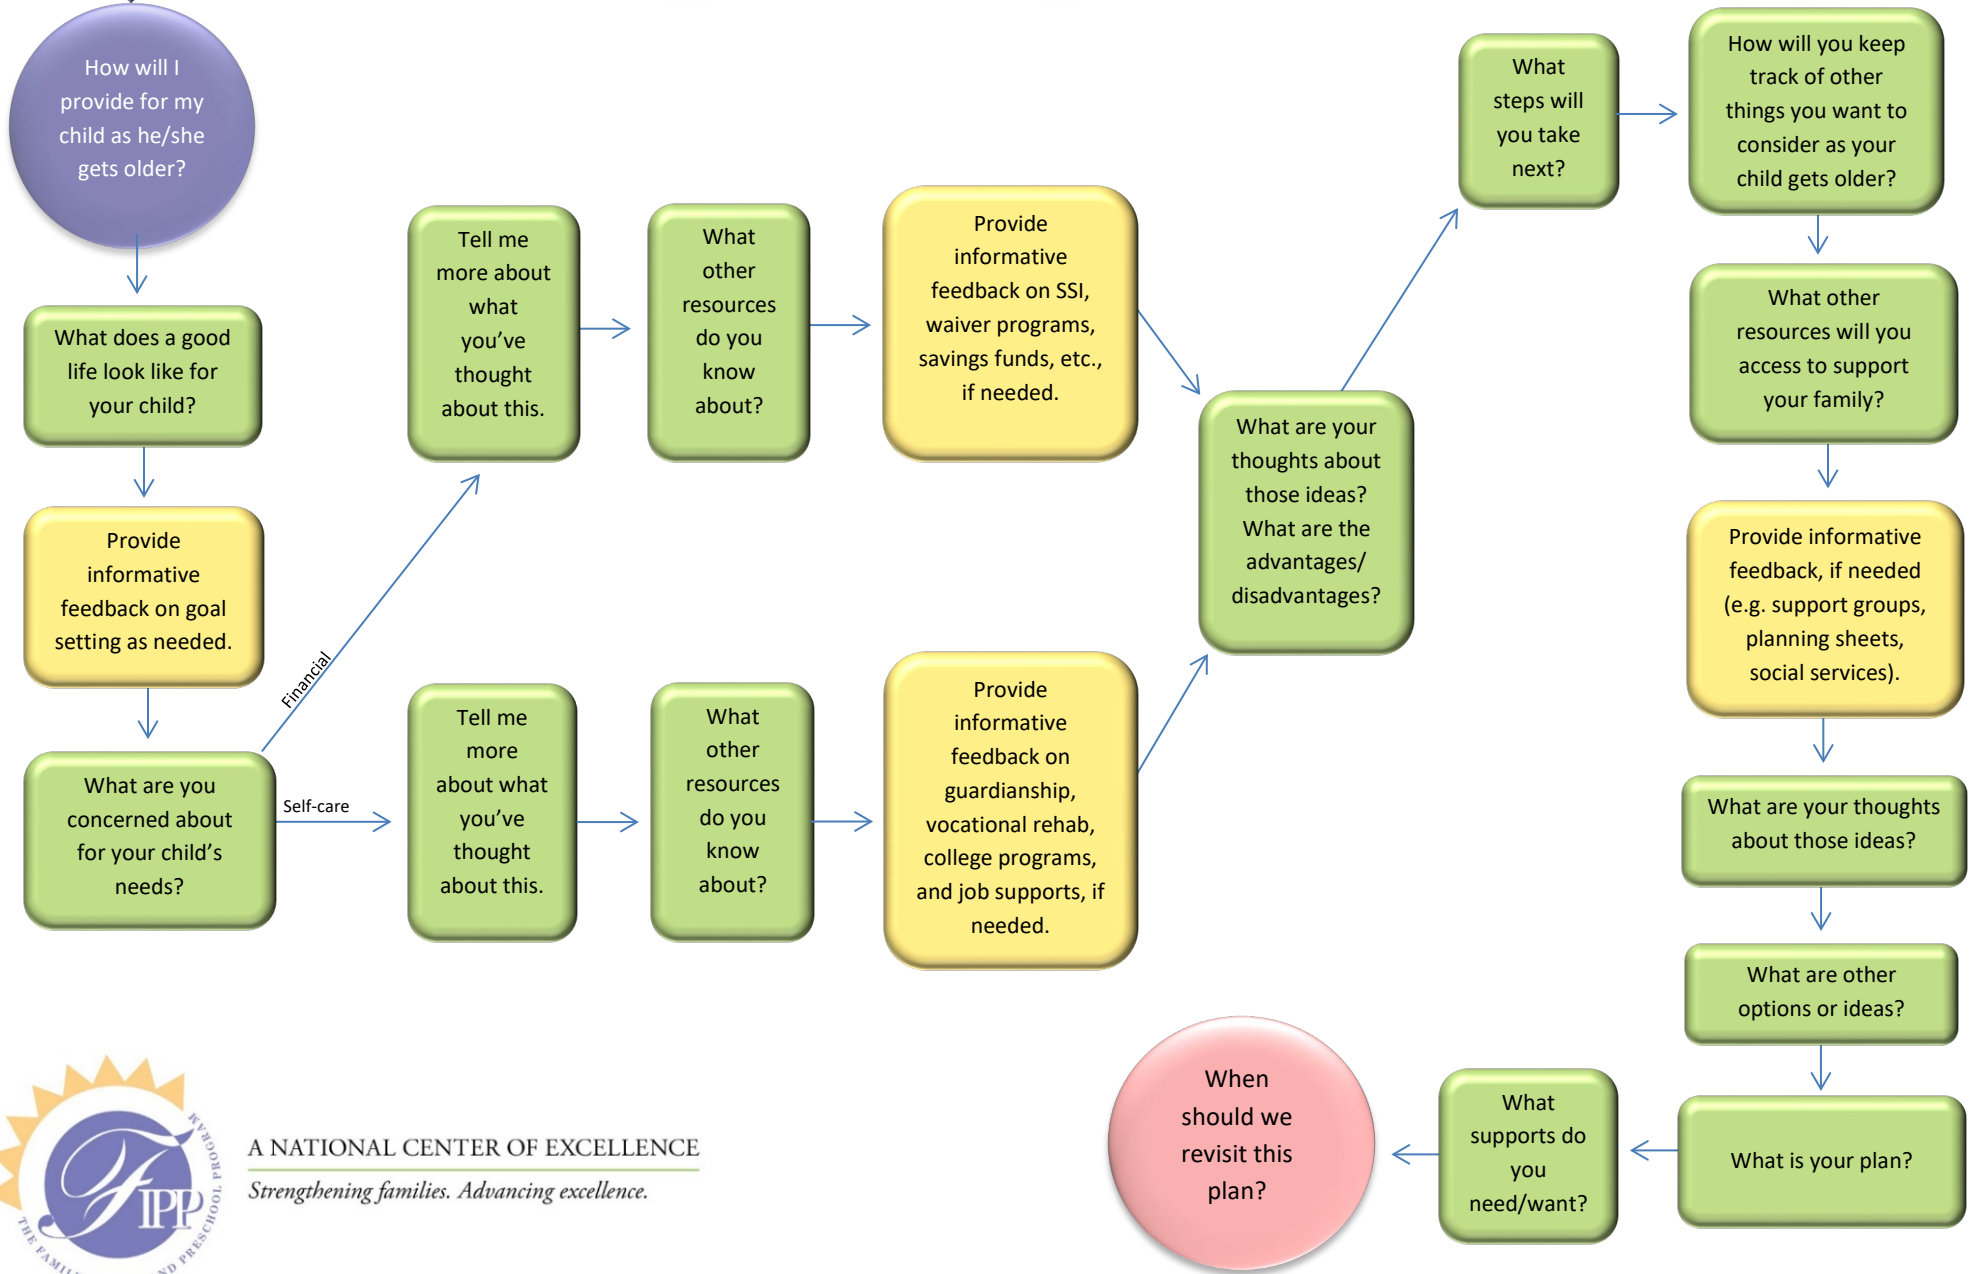 How will I
provide for my
child as he/she
gets older?
What does a good
life look like for
your child?
Provide
informative
feedback on goal
setting as needed.
What are you
concerned about
for your child's
needs?
Financial
Self-care
Tell me
more about
what
you've
thought
about this.
What
other
resources
do you
know
about?
Provide
informative
feedback on SSI,
waiver programs,
savings funds, etc.,
if needed.
Tell me
more
about what
you've
thought
about this.
What
other
resources
do you
know
about?
Provide
informative
feedback on
guardianship,
vocational rehab,
college programs,
and job supports, if
needed.
What are your
thoughts about
those ideas?
What are the
advantages/
disadvantages?
What
steps will
you take
next?
How will you keep
track of other
things you want to
consider as your
child gets older?
What other
resources will you
access to support
your family?
Provide informative
feedback, if needed
(e.g. support groups,
planning sheets,
social services).
What are your thoughts
about those ideas?
What are other
options or ideas?
What is your plan?
What
supports do
you
need/want?
When
should we
revisit this
plan?
FIPP
THE
PRESCHOOL PROGRAM
A NATIONAL CENTER OF EXCELLENCE
Strengthening families. Advancing excellence.